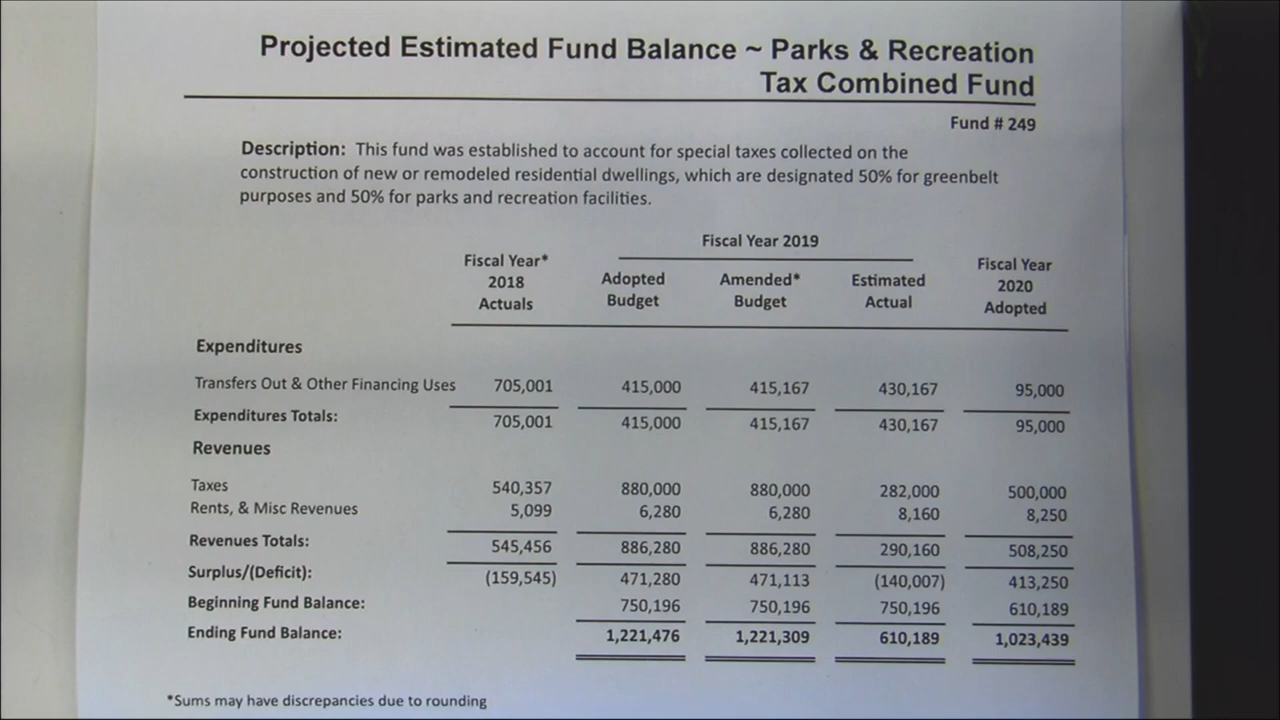 Projected Estimated Fund Balance ~ Parks & Recreation
Tax Combined Fund
Fund # 249
Description: This fund was established to account for special taxes collected on the
construction of new or remodeled residential dwellings, which are designated 50% for greenbelt
purposes and 50% for parks and recreation facilities.
Fiscal Year 2019
Fiscal Year* 2018 Actuals Adopted Budget Amended* Budget Estimated Actual Fiscal Year 2020 Adopted
Expenditures
Transfers Out & Other Financing Uses 705,001 415,000 415,167 430,167 95,000
Expenditures Totals: 705,001 415,000 415,167 430,167 95,000
Revenues
Taxes 540,357 880,000 880,000 282,000 500,000
Rents, & Misc Revenues 5,099 6,280 6,280 8,160 8,250
Revenues Totals: 545,456 886,280 886,280 290,160 508,250
Surplus/(Deficit): (159,545) 471,280 471,113 (140,007) 413,250
Beginning Fund Balance: 750,196 750,196 750,196 610,189
Ending Fund Balance: 1,221,476 1,221,309 610,189 1,023,439
*Sums may have discrepancies due to rounding